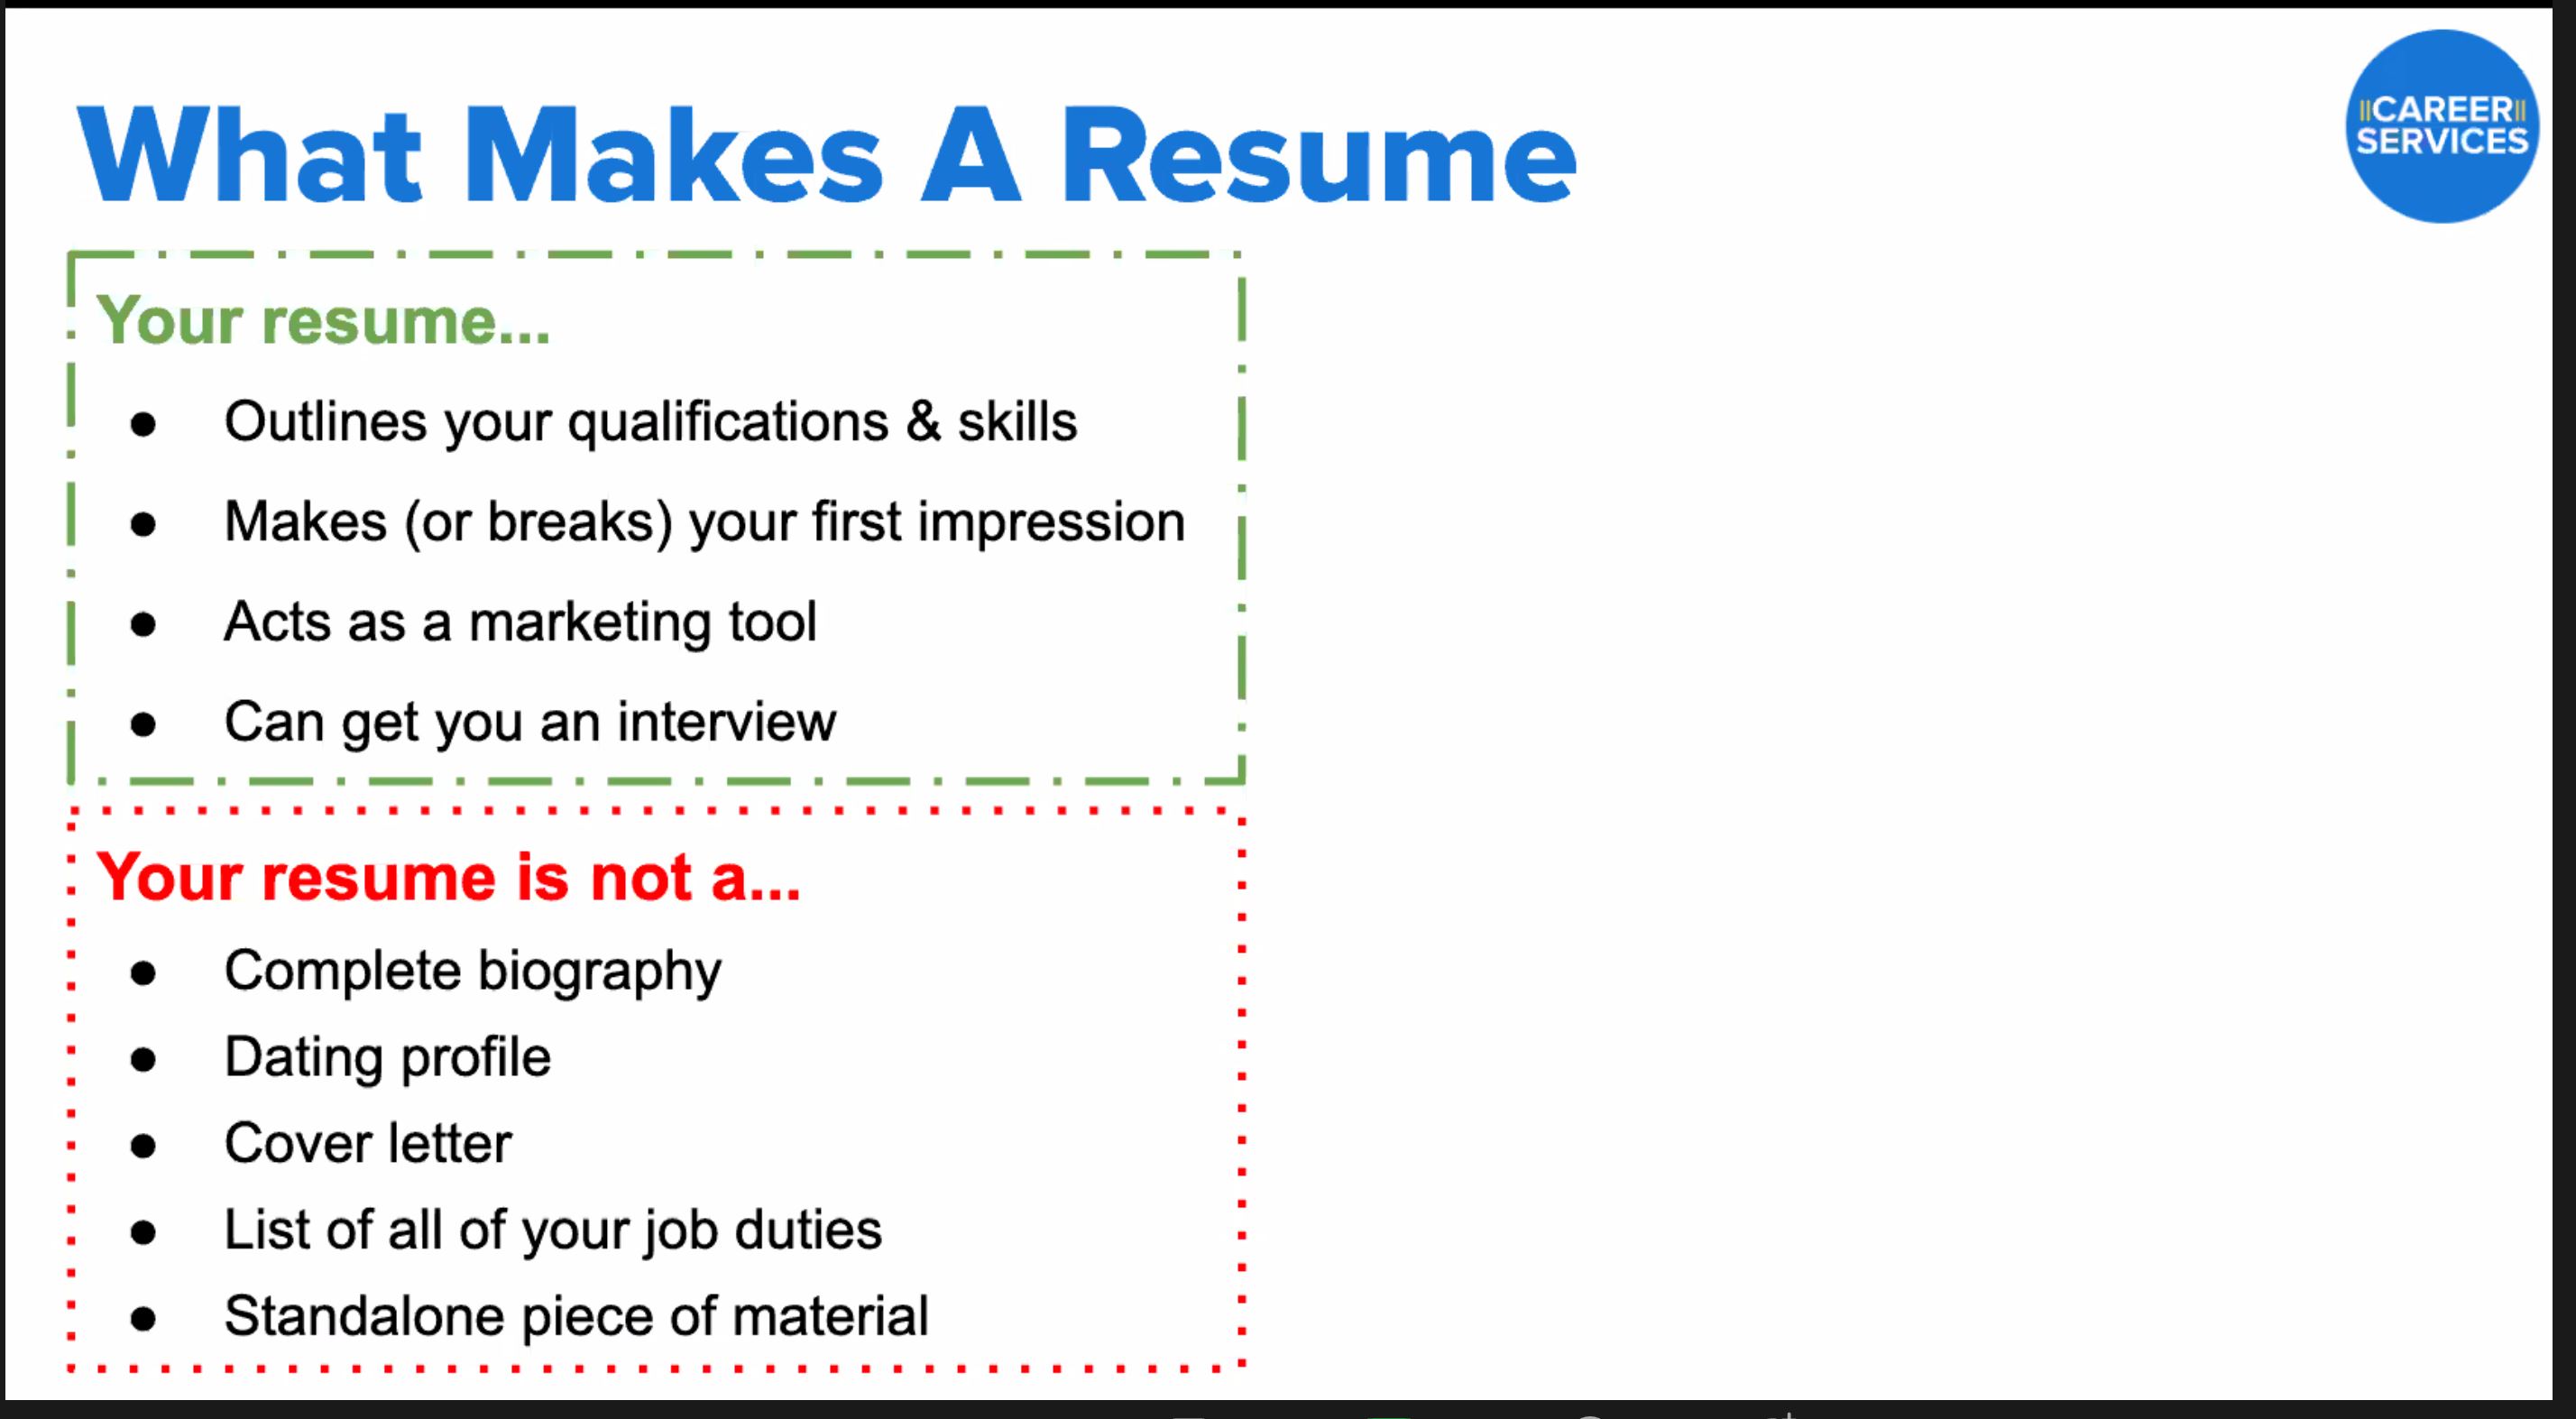 What Makes A Resume
||CAREER||
SERVICES
Your resume...
● Outlines your qualifications & skills
● Makes (or breaks) your first impression
● Acts as a marketing tool
● Can get you an interview
Your resume is not a...
● Complete biography
● Dating profile
● Cover letter
● List of all of your job duties
● Standalone piece of material